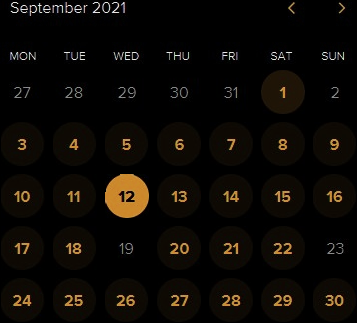 September 2021 < >
MON TUE WED THU FRI SAT SUN
27 28 29 30 31 1 2
3 4 5 6 7 8 9
10 11 12 13 14 15 16
17 18 19 20 21 22 23
24 25 26 27 28 29 30